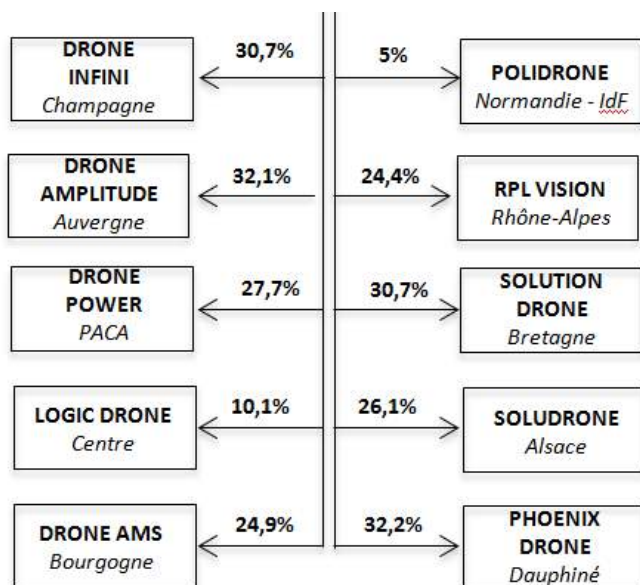 DRONE
INFINI
Champagne
30,7%
5%
POLIDRONE
Normandie - IdF
DRONE
AMPLITUDE
Auvergne
32,1%
24,4%
RPL VISION
Rhône-Alpes
DRONE
POWER
PACA
27,7%
30,7%
SOLUTION
DRONE
Bretagne
LOGIC DRONE
Centre
10,1%
26,1%
SOLUDRONE
Alsace
DRONE AMS
Bourgogne
24,9%
32,2%
PHOENIX
DRONE
Dauphiné